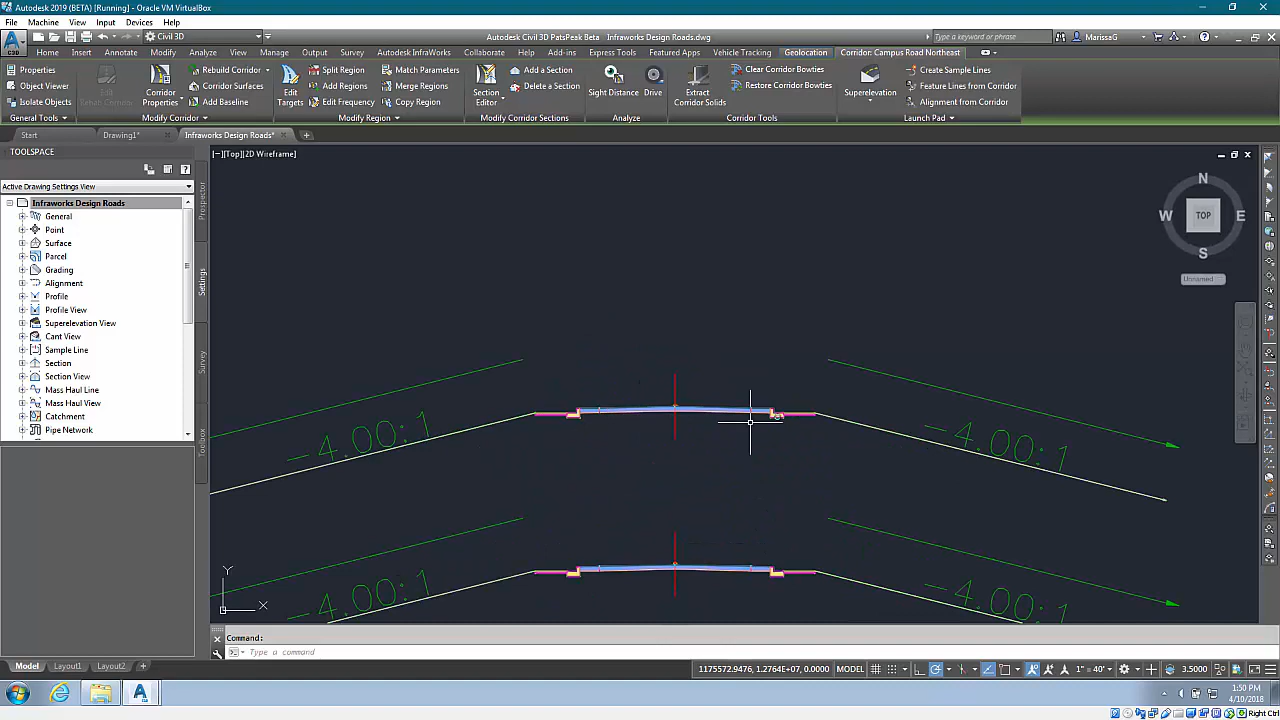 Autodesk 2019 (BETA) [Running] - Oracle VM VirtualBox
File Machine View Input Devices Help
Civil 3D
Autodesk Civil 3D PatsPeak Infraworks Design Roads.dwg
Type a keyword or phrase
MarissaG
Home Insert Annotate Modify Analyze View Manage Output Survey Autodesk InfraWorks Collaborate Help Add-ins Express Tools Featured Apps Vehicle Tracking Geolocation Corridor: Campus Road Northeast
Properties
Object Viewer
Isolate Objects
General Tools
Corridor Properties
Rebuild Corridor
Corridor Surfaces
Add Baseline
Modify Corridor
Edit Targets
Split Region
Add Regions
Edit Frequency
Match Parameters
Merge Regions
Copy Region
Modify Region
Section Editor
Add a Section
Delete a Section
Modify Corridor Sections
Sight Distance
Drive
Analyze
Extract Corridor Solids
Clear Corridor Bowties
Restore Corridor Bowties
Corridor Tools
Superelevation
Create Sample Lines
Feature Lines from Corridor
Alignment from Corridor
Launch Pad
Start Drawing1* Infraworks Design Roads*
TOOLSPACE
Active Drawing Settings View
Infraworks Design Roads
General
Point
Surface
Parcel
Grading
Alignment
Profile
Profile View
Superelevation View
Cant View
Sample Line
Section
Section View
Mass Haul Line
Mass Haul View
Catchment
Pipe Network
Prospector
Settings
Survey
Toolbox
[−][Top][2D Wireframe]
N
W TOP E
S
Unnamed
-4.00:1 -4.00:1
-4.00:1 -4.00:1
Y
X
Command:
Type a command
Model Layout1 Layout2
1175572.9476, 1.2764E+07, 0.0000 MODEL 1" = 40' 3.5000
1:50 PM
4/10/2018
Right Ctrl